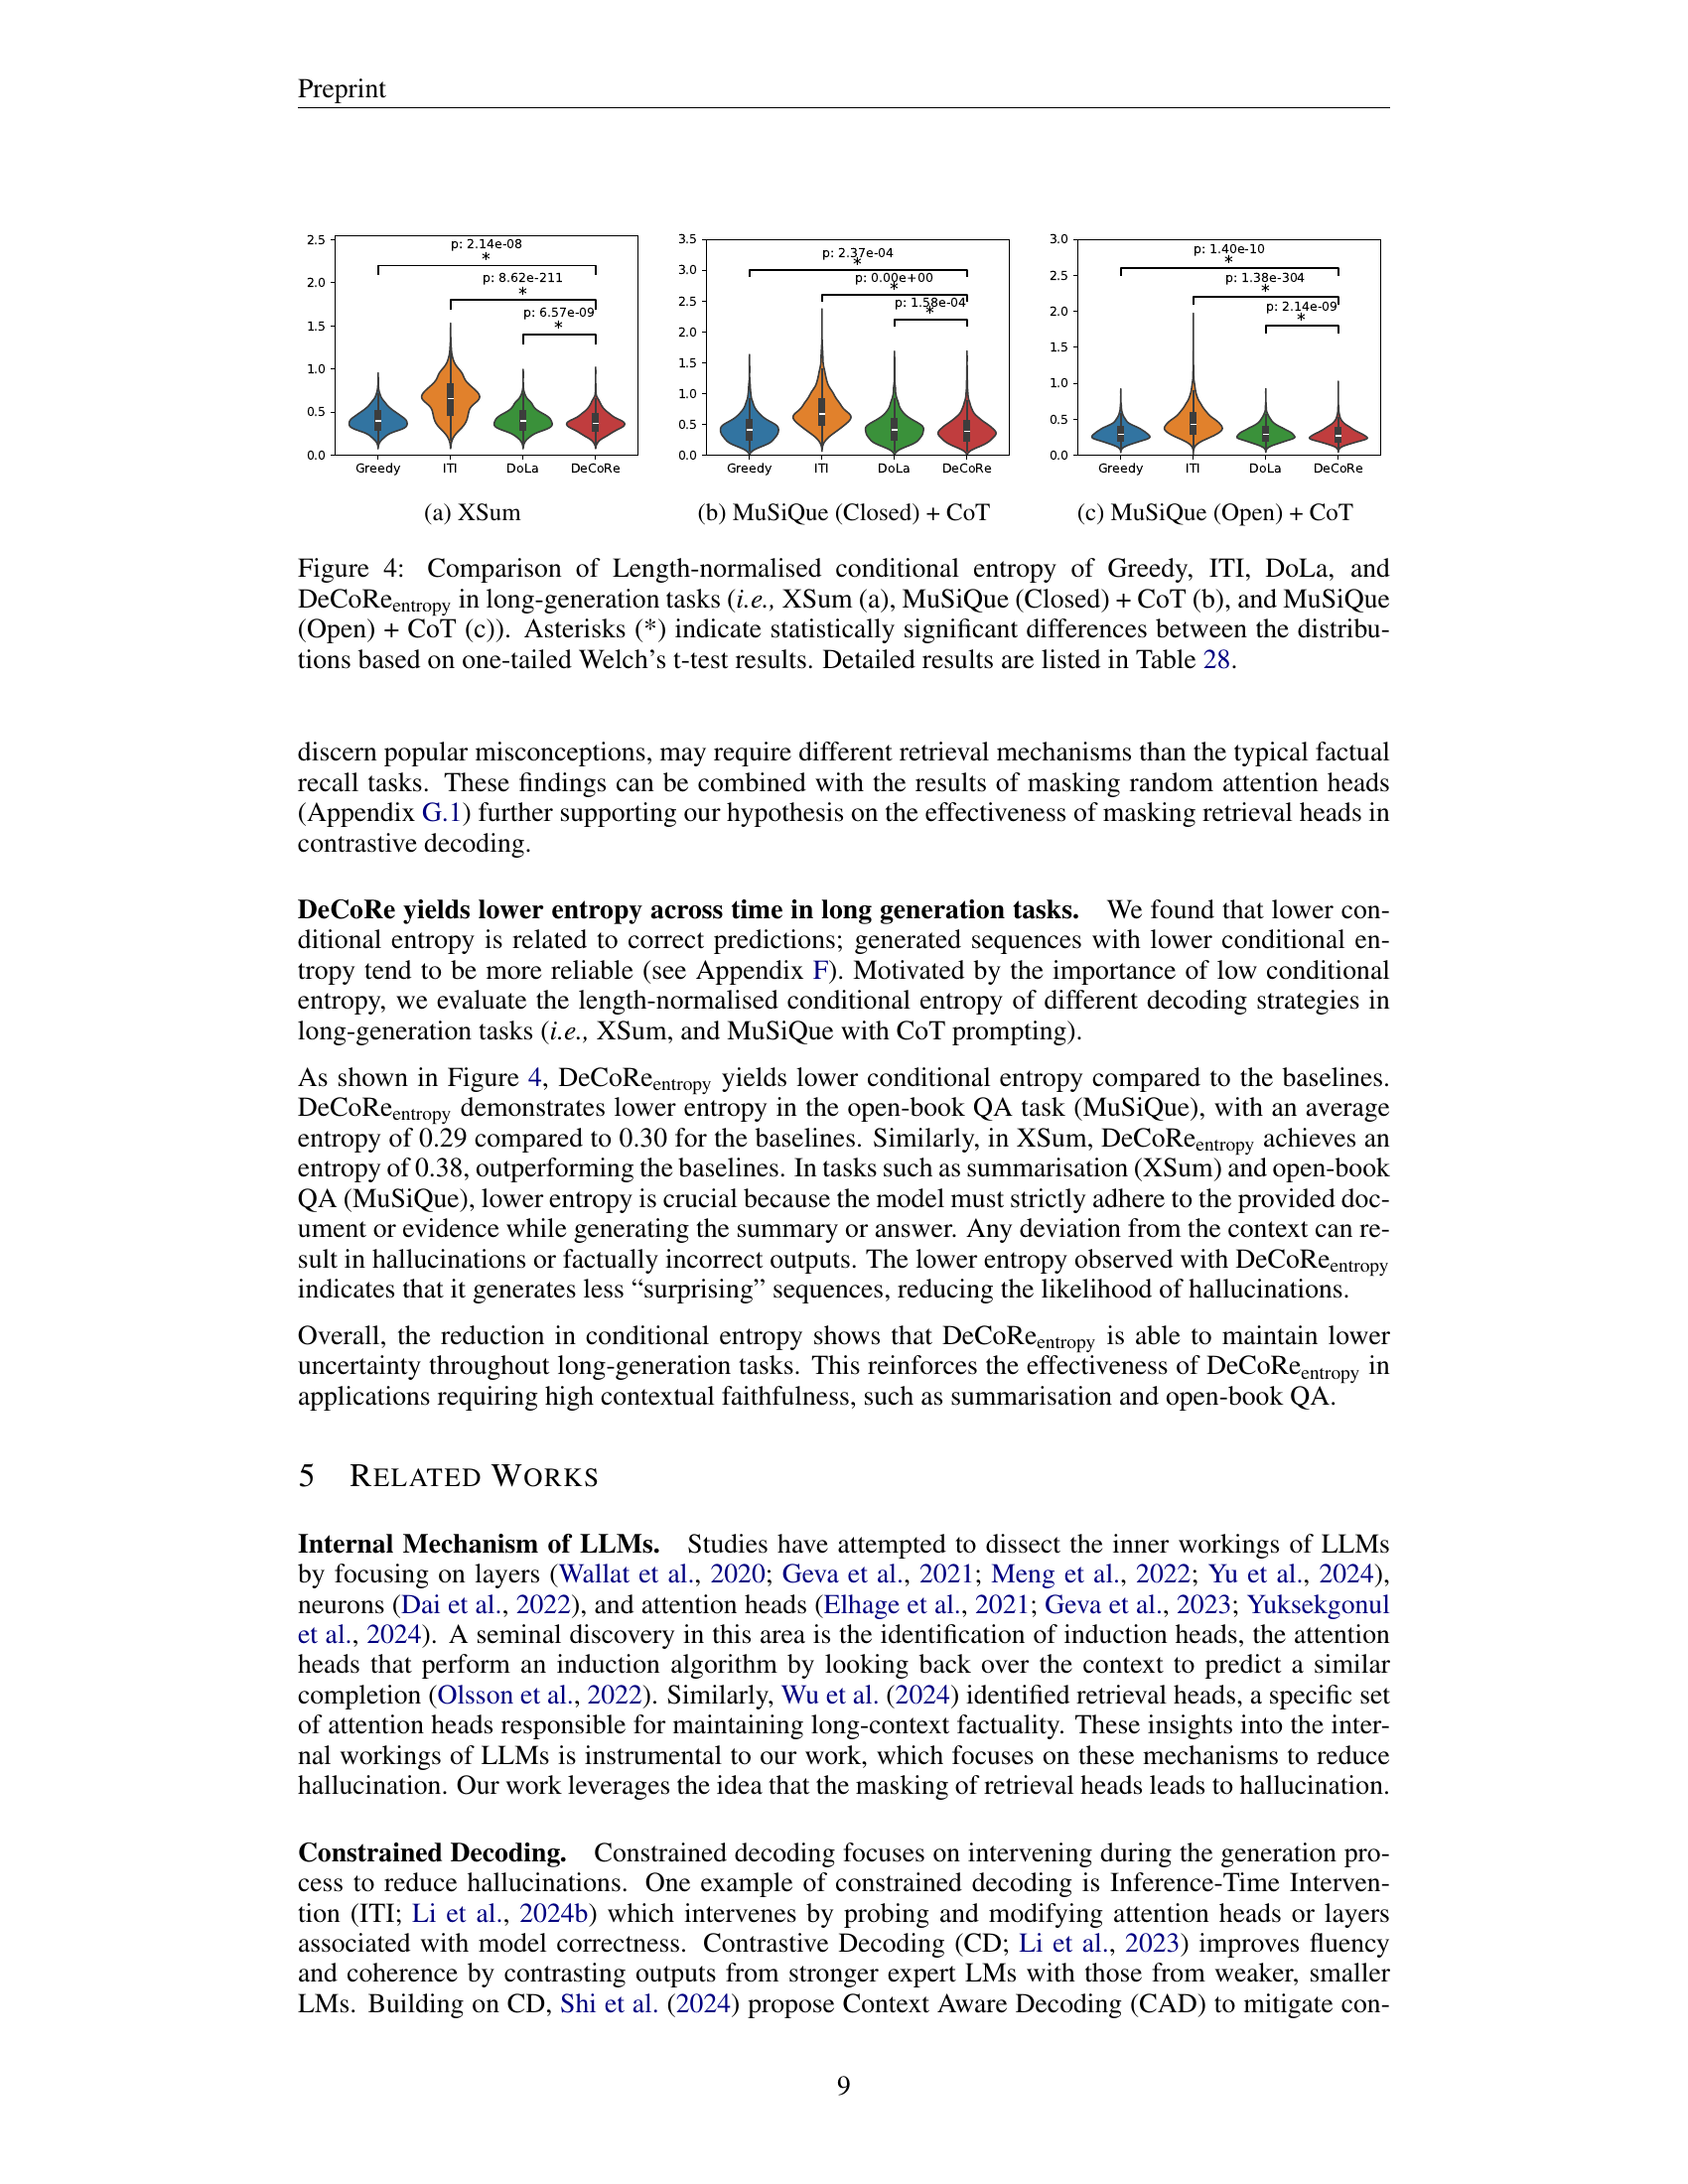 Preprint
2.5
2.0
1.5
1.0
0.5
0.0
p: 2.14e-08
*
p: 8.62e-211
*
p: 6.57e-09
*
Greedy ITI DoLa DeCoRe
(a) XSum
3.5
3.0
2.5
2.0
1.5
1.0
0.5
0.0
p: 2.37e-04
*
p: 0.00e+00
*
p: 1.58e-04
*
Greedy ITI DoLa DeCoRe
(b) MuSiQue (Closed) + CoT
3.0
2.5
2.0
1.5
1.0
0.5
0.0
p: 1.40e-10
*
p: 1.38e-304
*
p: 2.14e-09
*
Greedy ITI DoLa DeCoRe
(c) MuSiQue (Open) + CoT
Figure 4: Comparison of Length-normalised conditional entropy of Greedy, ITI, DoLa, and
DeCoRe entropy in long-generation tasks (i.e., XSum (a), MuSiQue (Closed) + CoT (b), and MuSiQue
(Open) + CoT (c)). Asterisks (*) indicate statistically significant differences between the distribu-
tions based on one-tailed Welch's t-test results. Detailed results are listed in Table 28.
discern popular misconceptions, may require different retrieval mechanisms than the typical factual
recall tasks. These findings can be combined with the results of masking random attention heads
(Appendix G.1) further supporting our hypothesis on the effectiveness of masking retrieval heads in
contrastive decoding.
DeCoRe yields lower entropy across time in long generation tasks. We found that lower con-
ditional entropy is related to correct predictions; generated sequences with lower conditional en-
tropy tend to be more reliable (see Appendix F). Motivated by the importance of low conditional
entropy, we evaluate the length-normalised conditional entropy of different decoding strategies in
long-generation tasks (i.e., XSum, and MuSiQue with CoT prompting).
As shown in Figure 4, DeCoRe entropy yields lower conditional entropy compared to the baselines.
DeCoRe entropy demonstrates lower entropy in the open-book QA task (MuSiQue), with an average
entropy of 0.29 compared to 0.30 for the baselines. Similarly, in XSum, DeCoRe entropy achieves an
entropy of 0.38, outperforming the baselines. In tasks such as summarisation (XSum) and open-book
QA (MuSiQue), lower entropy is crucial because the model must strictly adhere to the provided doc-
ument or evidence while generating the summary or answer. Any deviation from the context can re-
sult in hallucinations or factually incorrect outputs. The lower entropy observed with DeCoRe entropy
indicates that it generates less “surprising” sequences, reducing the likelihood of hallucinations.
Overall, the reduction in conditional entropy shows that DeCoRe entropy is able to maintain lower
uncertainty throughout long-generation tasks. This reinforces the effectiveness of DeCoRe entropy in
applications requiring high contextual faithfulness, such as summarisation and open-book QA.
5 RELATED WORKS
Internal Mechanism of LLMs. Studies have attempted to dissect the inner workings of LLMs
by focusing on layers (Wallat et al., 2020; Geva et al., 2021; Meng et al., 2022; Yu et al., 2024),
neurons (Dai et al., 2022), and attention heads (Elhage et al., 2021; Geva et al., 2023; Yuksekgonul
et al., 2024). A seminal discovery in this area is the identification of induction heads, the attention
heads that perform an induction algorithm by looking back over the context to predict a similar
completion (Olsson et al., 2022). Similarly, Wu et al. (2024) identified retrieval heads, a specific set
of attention heads responsible for maintaining long-context factuality. These insights into the inter-
nal workings of LLMs is instrumental to our work, which focuses on these mechanisms to reduce
hallucination. Our work leverages the idea that the masking of retrieval heads leads to hallucination.
Constrained Decoding. Constrained decoding focuses on intervening during the generation pro-
cess to reduce hallucinations. One example of constrained decoding is Inference-Time Interven-
tion (ITI; Li et al., 2024b) which intervenes by probing and modifying attention heads or layers
associated with model correctness. Contrastive Decoding (CD; Li et al., 2023) improves fluency
and coherence by contrasting outputs from stronger expert LMs with those from weaker, smaller
LMs. Building on CD, Shi et al. (2024) propose Context Aware Decoding (CAD) to mitigate con-
9